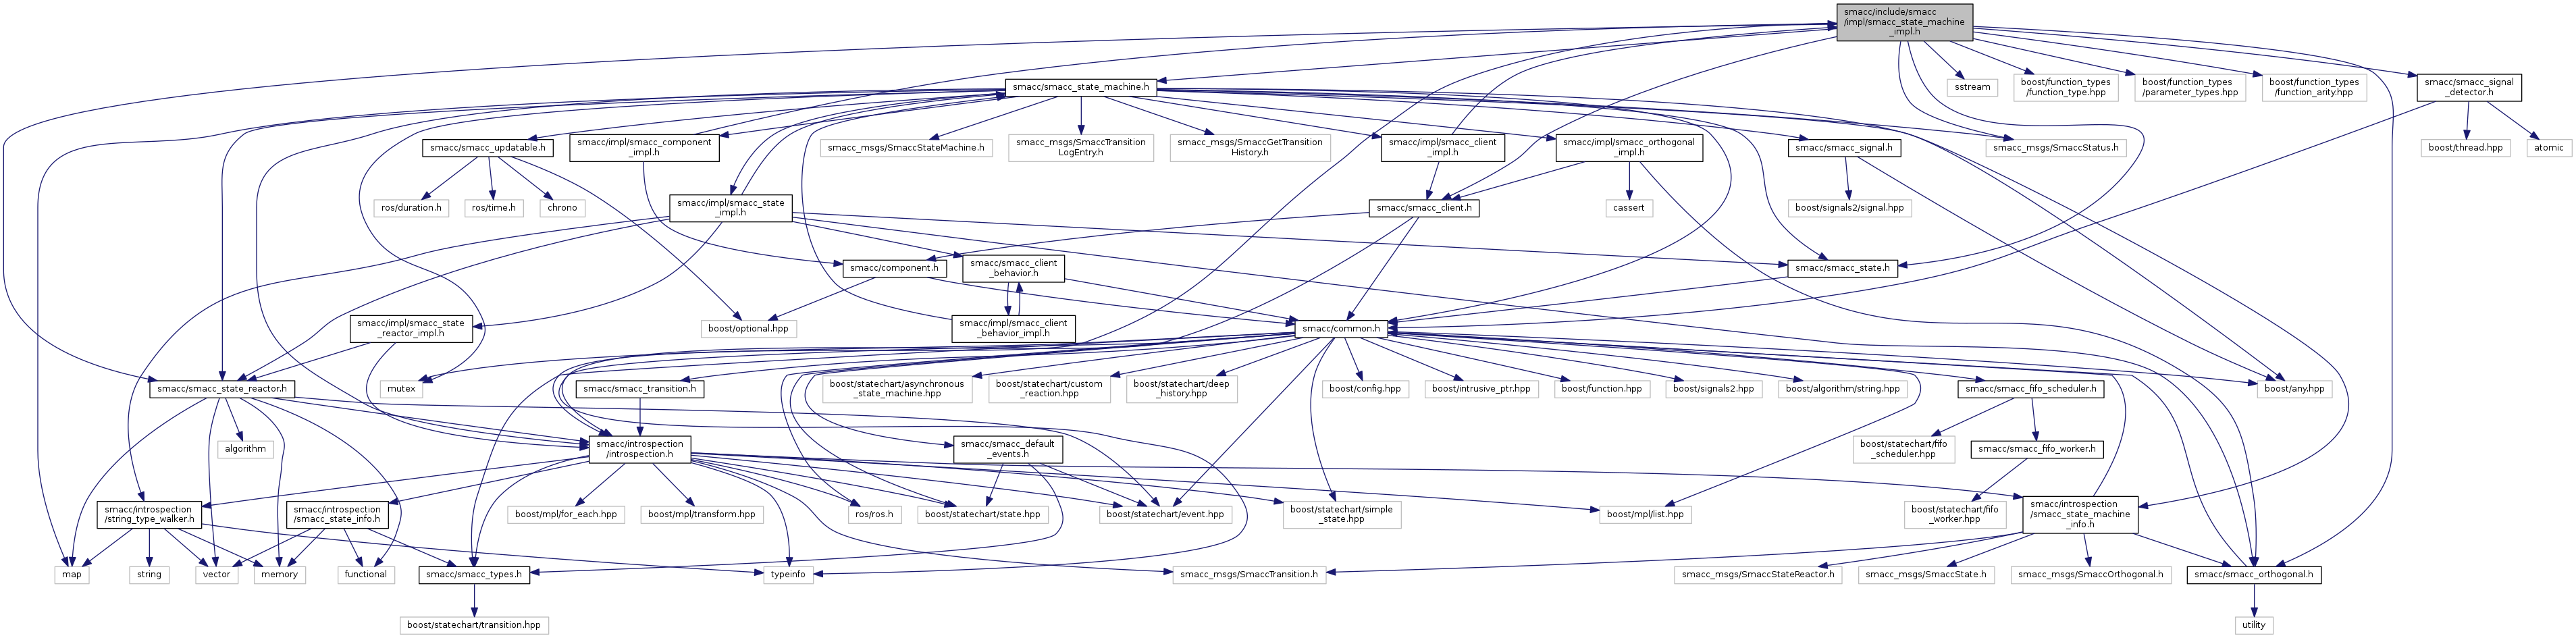 smacc/include/smacc
/impl/smacc_state_machine
_impl.h
smacc/smacc_state_machine.h
sstream
boost/function_types
/function_type.hpp
boost/function_types
/parameter_types.hpp
boost/function_types
/function_arity.hpp
smacc/smacc_signal
_detector.h
smacc/smacc_updatable.h
smacc/impl/smacc_component
_impl.h
smacc_msgs/SmaccStateMachine.h
smacc_msgs/SmaccTransition
LogEntry.h
smacc_msgs/SmaccGetTransition
History.h
smacc/impl/smacc_client
_impl.h
smacc/impl/smacc_orthogonal
_impl.h
smacc/smacc_signal.h
smacc_msgs/SmaccStatus.h
boost/thread.hpp
atomic
ros/duration.h
ros/time.h
chrono
smacc/impl/smacc_state
_impl.h
smacc/smacc_client.h
cassert
boost/signals2/signal.hpp
smacc/component.h
smacc/smacc_client
_behavior.h
smacc/smacc_state.h
smacc/impl/smacc_state
_reactor_impl.h
boost/optional.hpp
smacc/impl/smacc_client
_behavior_impl.h
smacc/common.h
smacc/smacc_state_reactor.h
mutex
smacc/smacc_transition.h
boost/statechart/asynchronous
_state_machine.hpp
boost/statechart/custom
_reaction.hpp
boost/statechart/deep
_history.hpp
boost/config.hpp
boost/intrusive_ptr.hpp
boost/function.hpp
boost/signals2.hpp
boost/algorithm/string.hpp
smacc/smacc_fifo_scheduler.h
boost/any.hpp
algorithm
smacc/introspection
/introspection.h
smacc/smacc_default
_events.h
boost/statechart/fifo
_scheduler.hpp
smacc/smacc_fifo_worker.h
smacc/introspection
/string_type_walker.h
smacc/introspection
/smacc_state_info.h
boost/mpl/for_each.hpp
boost/mpl/transform.hpp
ros/ros.h
boost/statechart/state.hpp
boost/statechart/event.hpp
boost/statechart/simple
_state.hpp
boost/mpl/list.hpp
boost/statechart/fifo
_worker.hpp
smacc/introspection
/smacc_state_machine
_info.h
map
string
vector
memory
functional
smacc/smacc_types.h
typeinfo
smacc_msgs/SmaccTransition.h
smacc_msgs/SmaccStateReactor.h
smacc_msgs/SmaccState.h
smacc_msgs/SmaccOrthogonal.h
smacc/smacc_orthogonal.h
boost/statechart/transition.hpp
utility